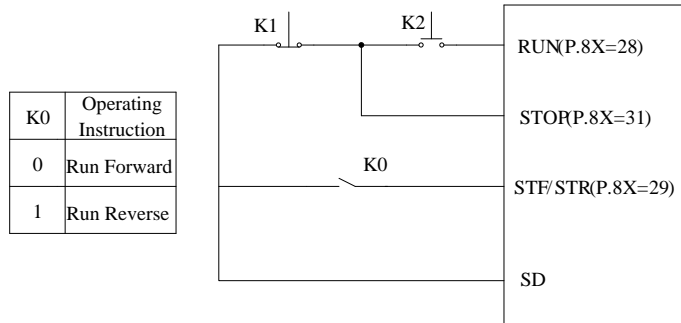 K1
K2
RUN(P.8X=28)
K0
Operating
Instruction
STOP(P.8X=31)
0
Run Forward
K0
STF/STR(P.8X=29)
1
Run Reverse
SD